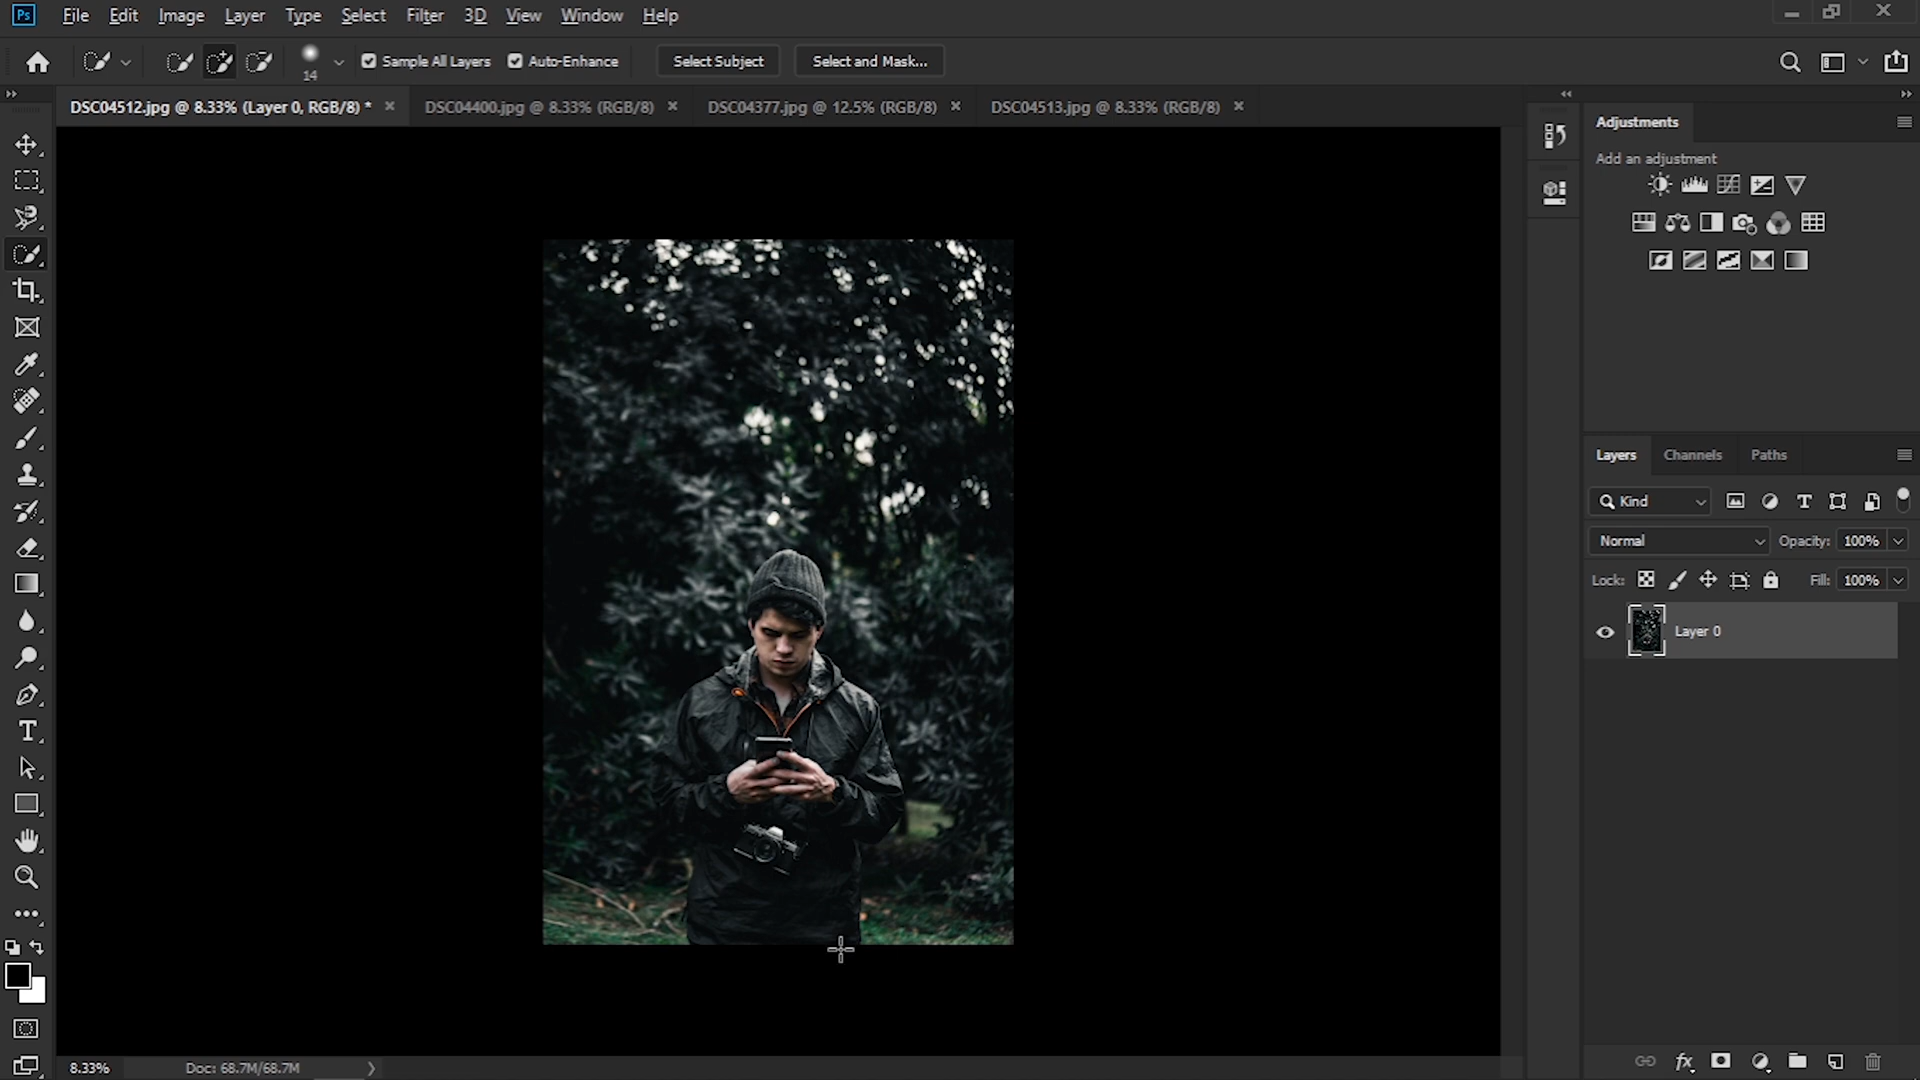 Ps File Edit Image Layer Type Select Filter 3D View Window Help
14 Sample All Layers Auto-Enhance Select Subject Select and Mask...
DSC04512.jpg @ 8.33% (Layer 0, RGB/8) * DSC04400.jpg @ 8.33% (RGB/8) DSC04377.jpg @ 12.5% (RGB/8) DSC04513.jpg @ 8.33% (RGB/8)
Adjustments
Add an adjustment
Layers Channels Paths
Kind
Normal Opacity: 100%
Lock: Fill: 100%
Layer 0
8.33% Doc: 68.7M/68.7M